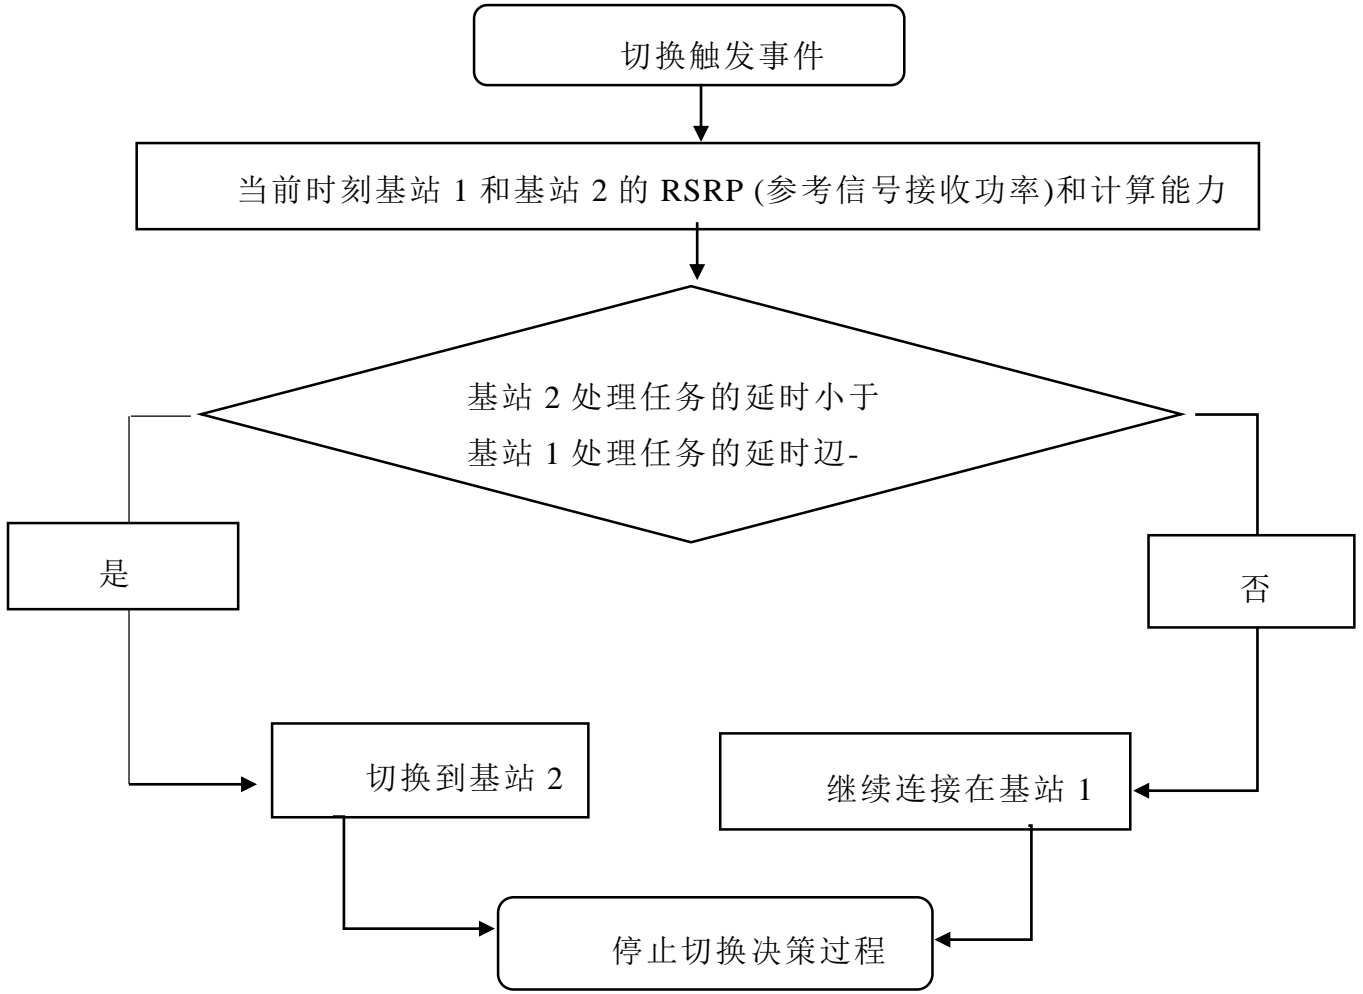 切换触发事件
当前时刻基站 1 和基站 2 的 RSRP (参考信号接收功率)和计算能力
基站 2 处理任务的延时小于
基站 1 处理任务的延时辺-
是
否
切换到基站 2
继续连接在基站 1
停止切换决策过程